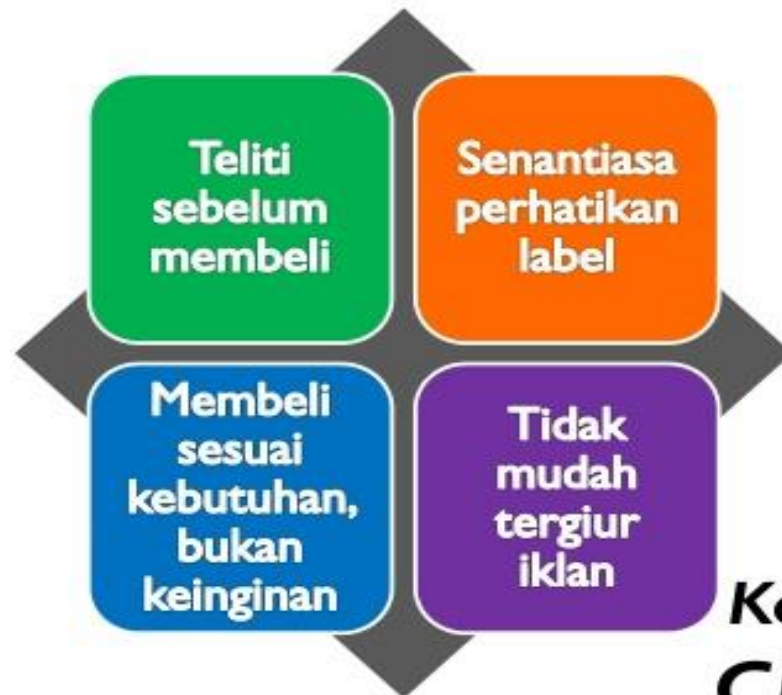 Teliti
sebelum
membeli
Senantiasa
perhatikan
label
Membeli
sesuai
kebutuhan,
bukan
keinginan
Tidak
mudah
tergiur
iklan